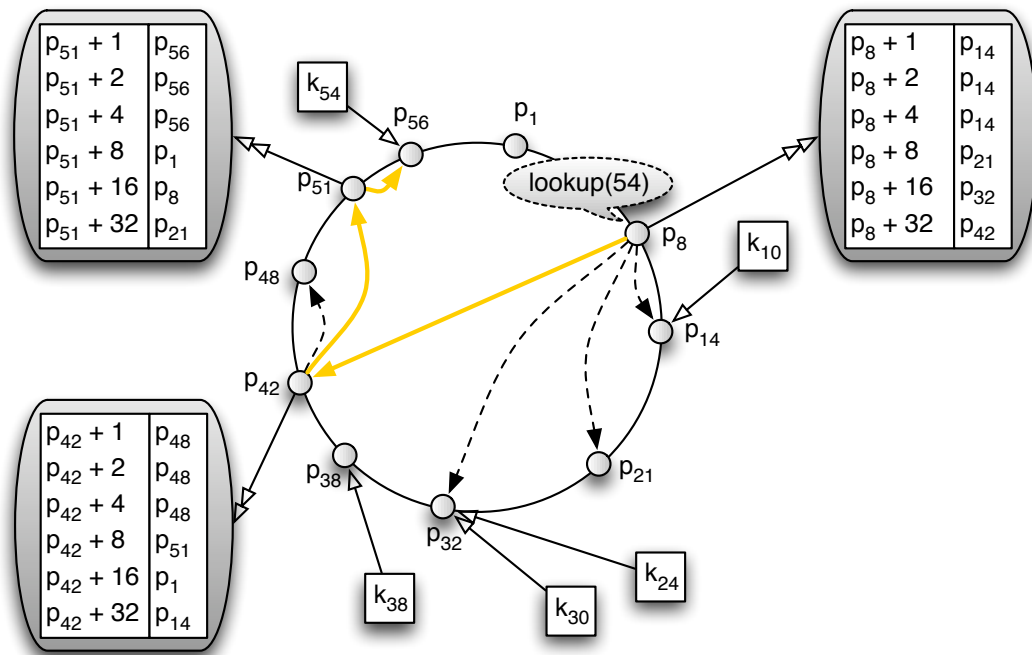 p51 + 1 p56
p51 + 2 p56
p51 + 4 p56
p51 + 8 p1
p51 + 16 p8
p51 + 32 p21
p8 + 1 p14
p8 + 2 p14
p8 + 4 p14
p8 + 8 p21
p8 + 16 p32
p8 + 32 p42
k54
p56
p1
p51
lookup(54)
p8
k10
p48
p14
p42
p42 + 1 p48
p42 + 2 p48
p42 + 4 p48
p42 + 8 p51
p42 + 16 p1
p42 + 32 p14
p38
p21
p32
k38
k30
k24